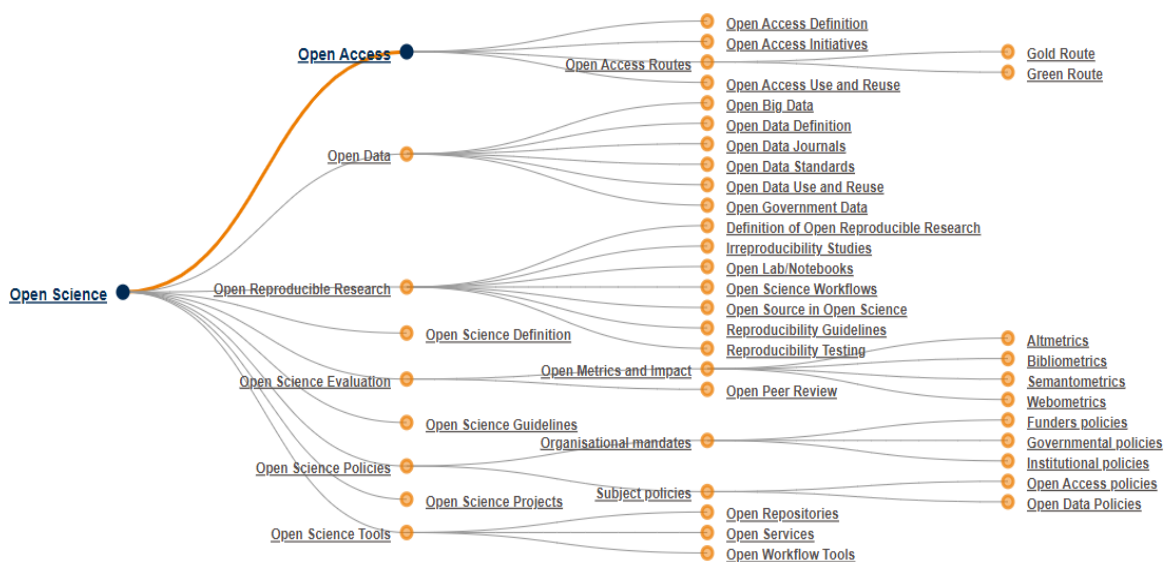 Open Science
Open Access
Open Access Definition
Open Access Initiatives
Open Access Routes
Gold Route
Green Route
Open Access Use and Reuse
Open Data
Open Big Data
Open Data Definition
Open Data Journals
Open Data Standards
Open Data Use and Reuse
Open Government Data
Open Reproducible Research
Definition of Open Reproducible Research
Irreproducibility Studies
Open Lab/Notebooks
Open Science Workflows
Open Source in Open Science
Reproducibility Guidelines
Reproducibility Testing
Open Science Definition
Open Science Evaluation
Open Metrics and Impact
Altmetrics
Bibliometrics
Semantometrics
Webometrics
Open Peer Review
Open Science Guidelines
Open Science Policies
Organisational mandates
Funders policies
Governmental policies
Institutional policies
Subject policies
Open Access policies
Open Data Policies
Open Science Projects
Open Science Tools
Open Repositories
Open Services
Open Workflow Tools